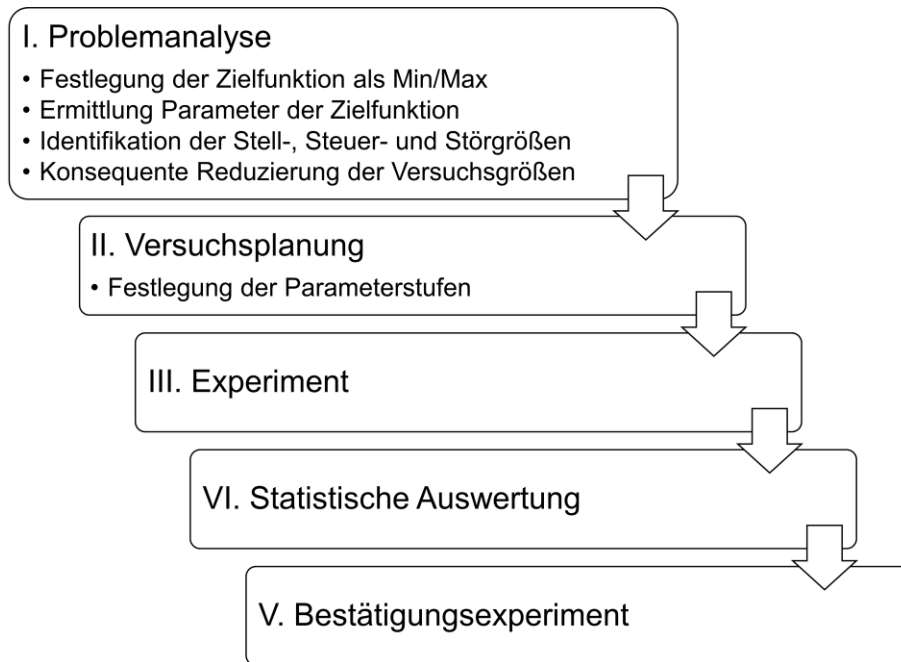 I. Problemanalyse
• Festlegung der Zielfunktion als Min/Max
• Ermittlung Parameter der Zielfunktion
• Identifikation der Stell-, Steuer- und Störgrößen
• Konsequente Reduzierung der Versuchsgrößen
II. Versuchsplanung
• Festlegung der Parameterstufen
III. Experiment
VI. Statistische Auswertung
V. Bestätigungsexperiment